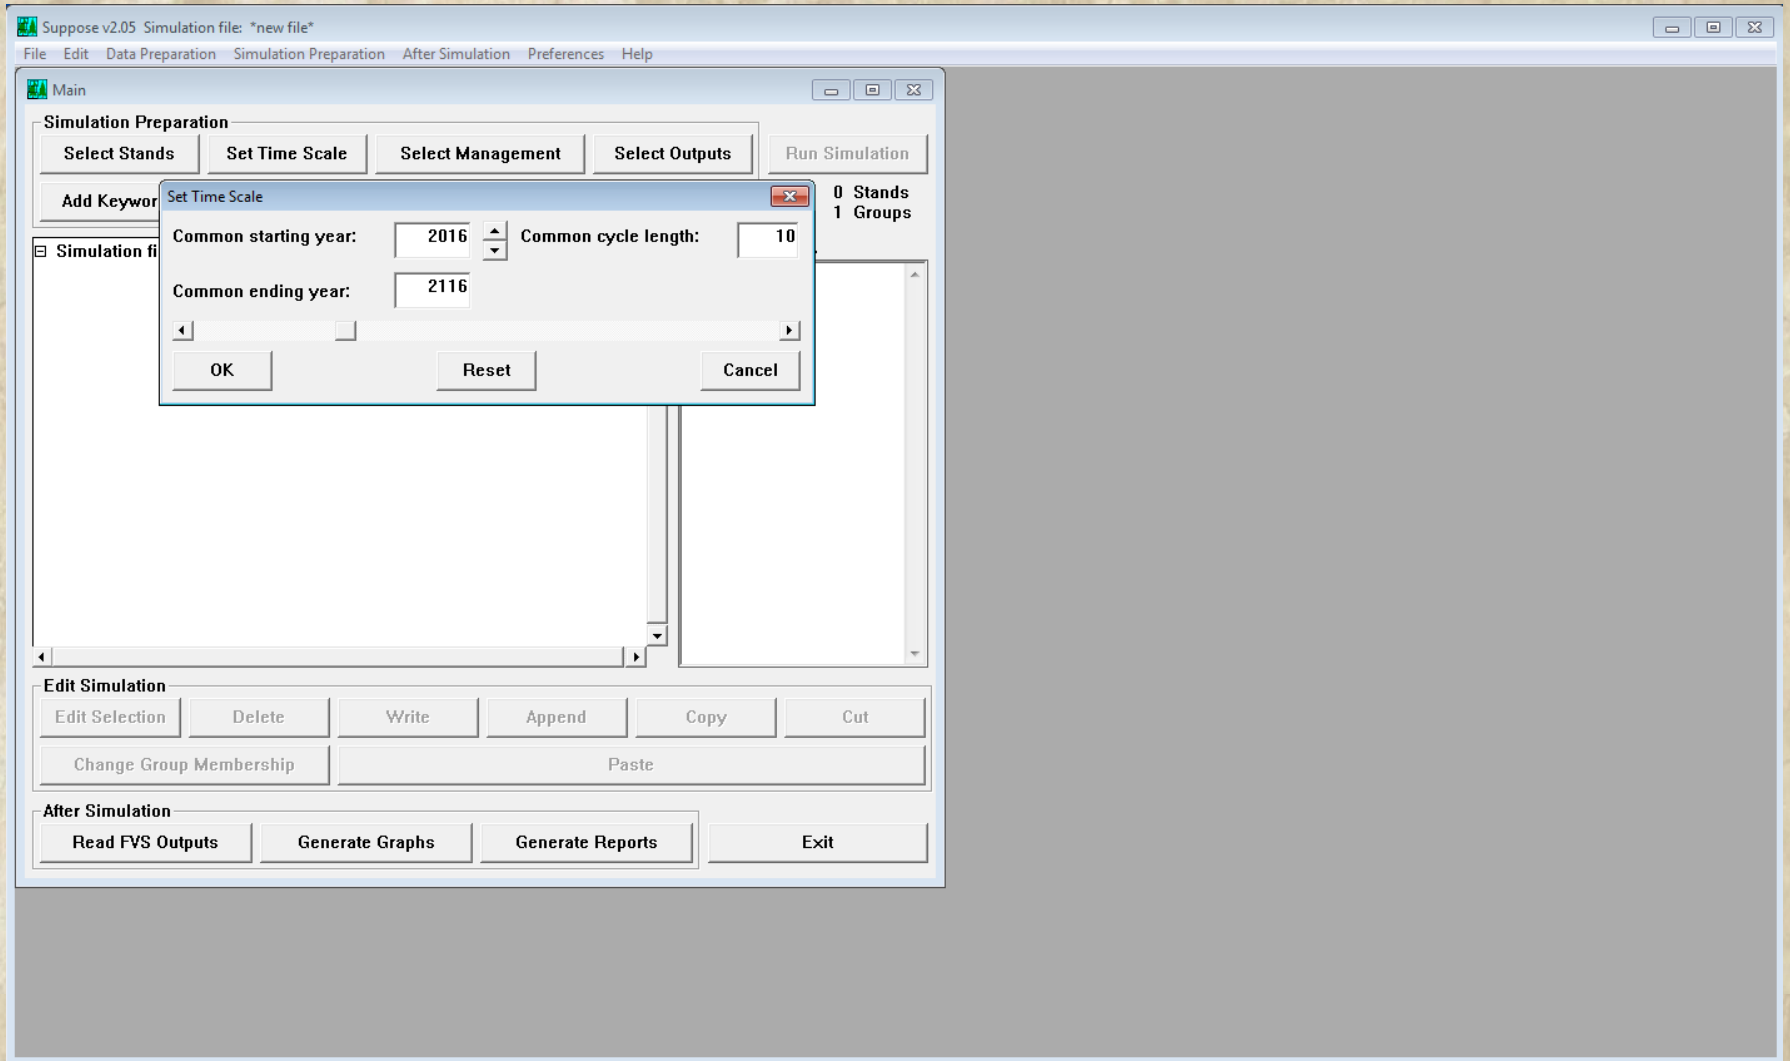 Suppose v2.05 Simulation file: *new file*
File Edit Data Preparation Simulation Preparation After Simulation Preferences Help
Main
Simulation Preparation
Select Stands Set Time Scale Select Management Select Outputs Run Simulation
Add Keywor
0 Stands
1 Groups
Set Time Scale
Common starting year: 2016 Common cycle length: 10
Common ending year: 2116
OK Reset Cancel
Simulation fi
Edit Simulation
Edit Selection Delete Write Append Copy Cut
Change Group Membership Paste
After Simulation
Read FVS Outputs Generate Graphs Generate Reports Exit